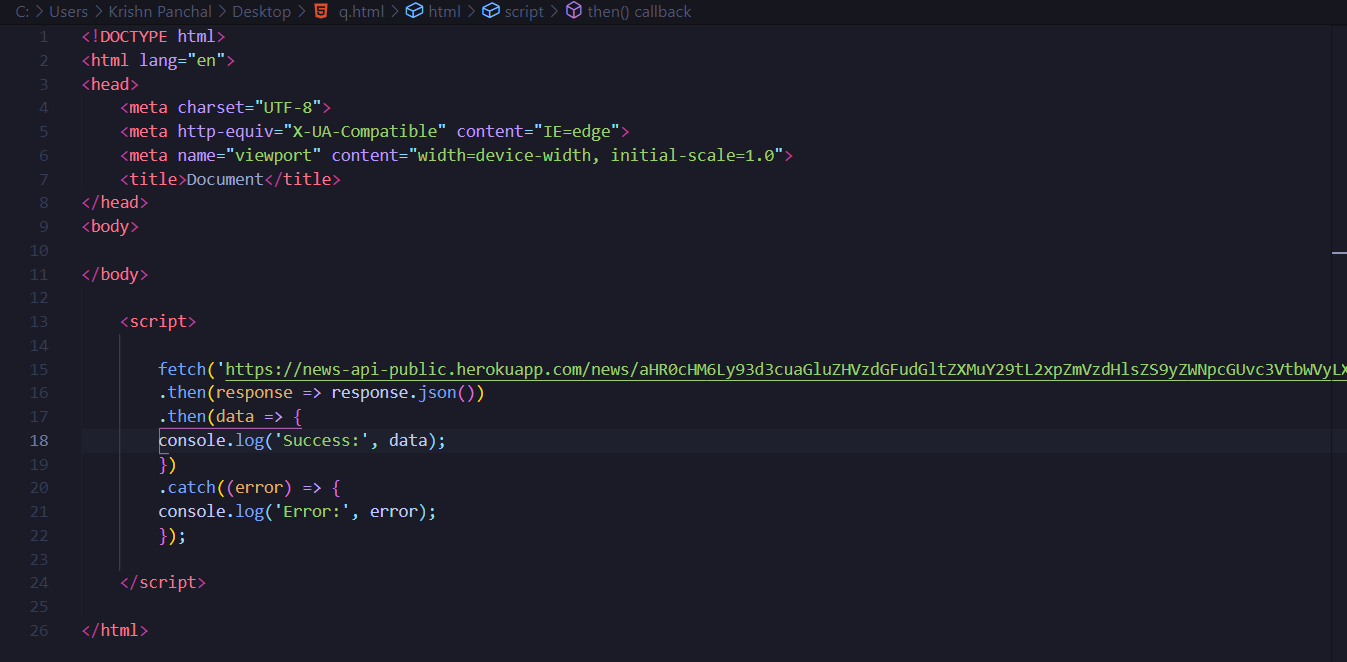 C: > Users > Krishn Panchal > Desktop > q.html > html > script > then() callback
1 <!DOCTYPE html>
2 <html lang="en">
3 <head>
4 <meta charset="UTF-8">
5 <meta http-equiv="X-UA-Compatible" content="IE=edge">
6 <meta name="viewport" content="width=device-width, initial-scale=1.0">
7 <title>Document</title>
8 </head>
9 <body>
10
11 </body>
12
13 <script>
14
15 fetch('https://news-api-public.herokuapp.com/news/aHR0cHM6Ly93d3cuaGluZHVzdGFudGltZXMuY29tL2xpZmVzdHlsZS9yZWNpcGUvc3VtbWVyLX
16 .then(response => response.json())
17 .then(data => {
18 console.log('Success:', data);
19 })
20 .catch((error) => {
21 console.log('Error:', error);
22 });
23
24 </script>
25
26 </html>